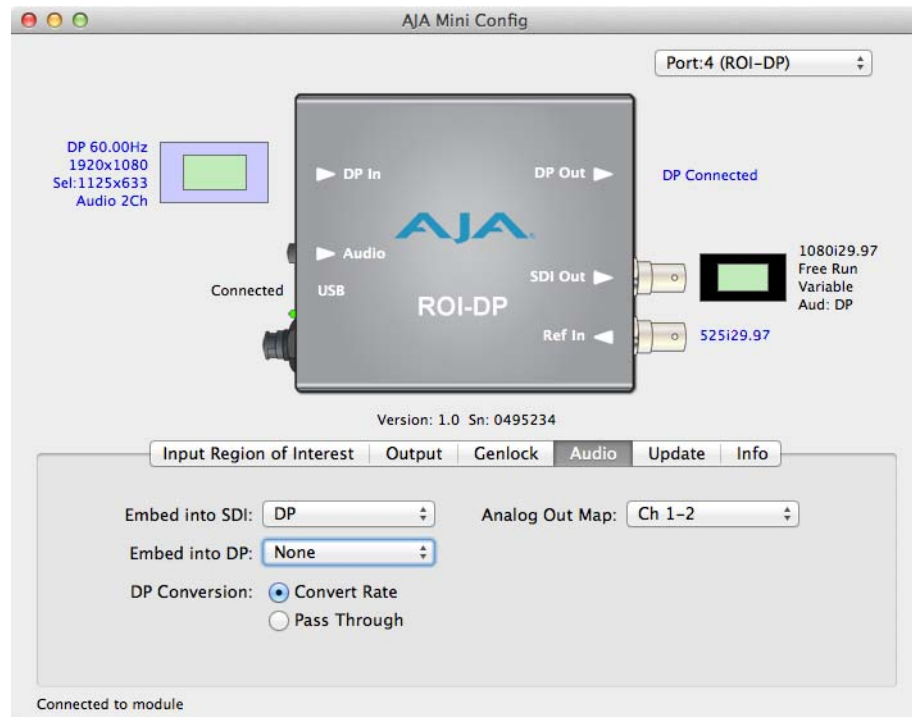 AJA Mini Config
Port:4 (ROI-DP)
DP 60.00Hz
1920x1080
Sel:1125x633
Audio 2Ch
DP In
DP Out
DP Connected
AJA
Audio
Connected
USB
SDI Out
ROI-DP
Ref In
1080i29.97
Free Run
Variable
Aud: DP
525i29.97
Version: 1.0 Sn: 0495234
Input Region of Interest
Output
Genlock
Audio
Update
Info
Embed into SDI: DP
Analog Out Map: Ch 1-2
Embed into DP: None
DP Conversion: Convert Rate
Pass Through
Connected to module